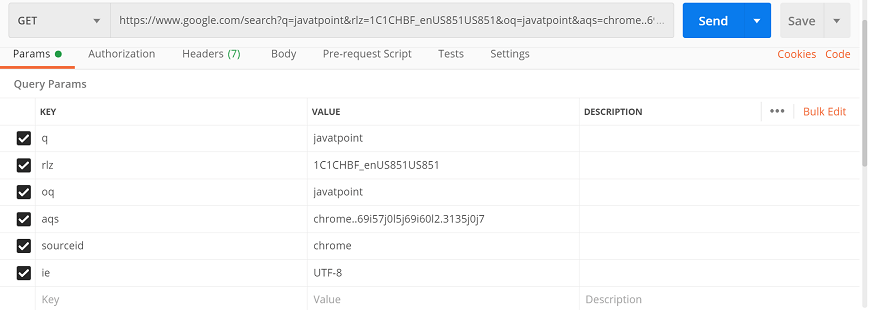 GET https://www.google.com/search?q=javatpoint&rlz=1C1CHBF_enUS851US851&oq=javatpoint&aqs=chrome..6... Send Save
Params Authorization Headers (7) Body Pre-request Script Tests Settings Cookies Code
Query Params
KEY VALUE DESCRIPTION ••• Bulk Edit
q javatpoint
rlz 1C1CHBF_enUS851US851
oq javatpoint
aqs chrome..69i57j0l5j69i60l2.3135j0j7
sourceid chrome
ie UTF-8
Key Value Description